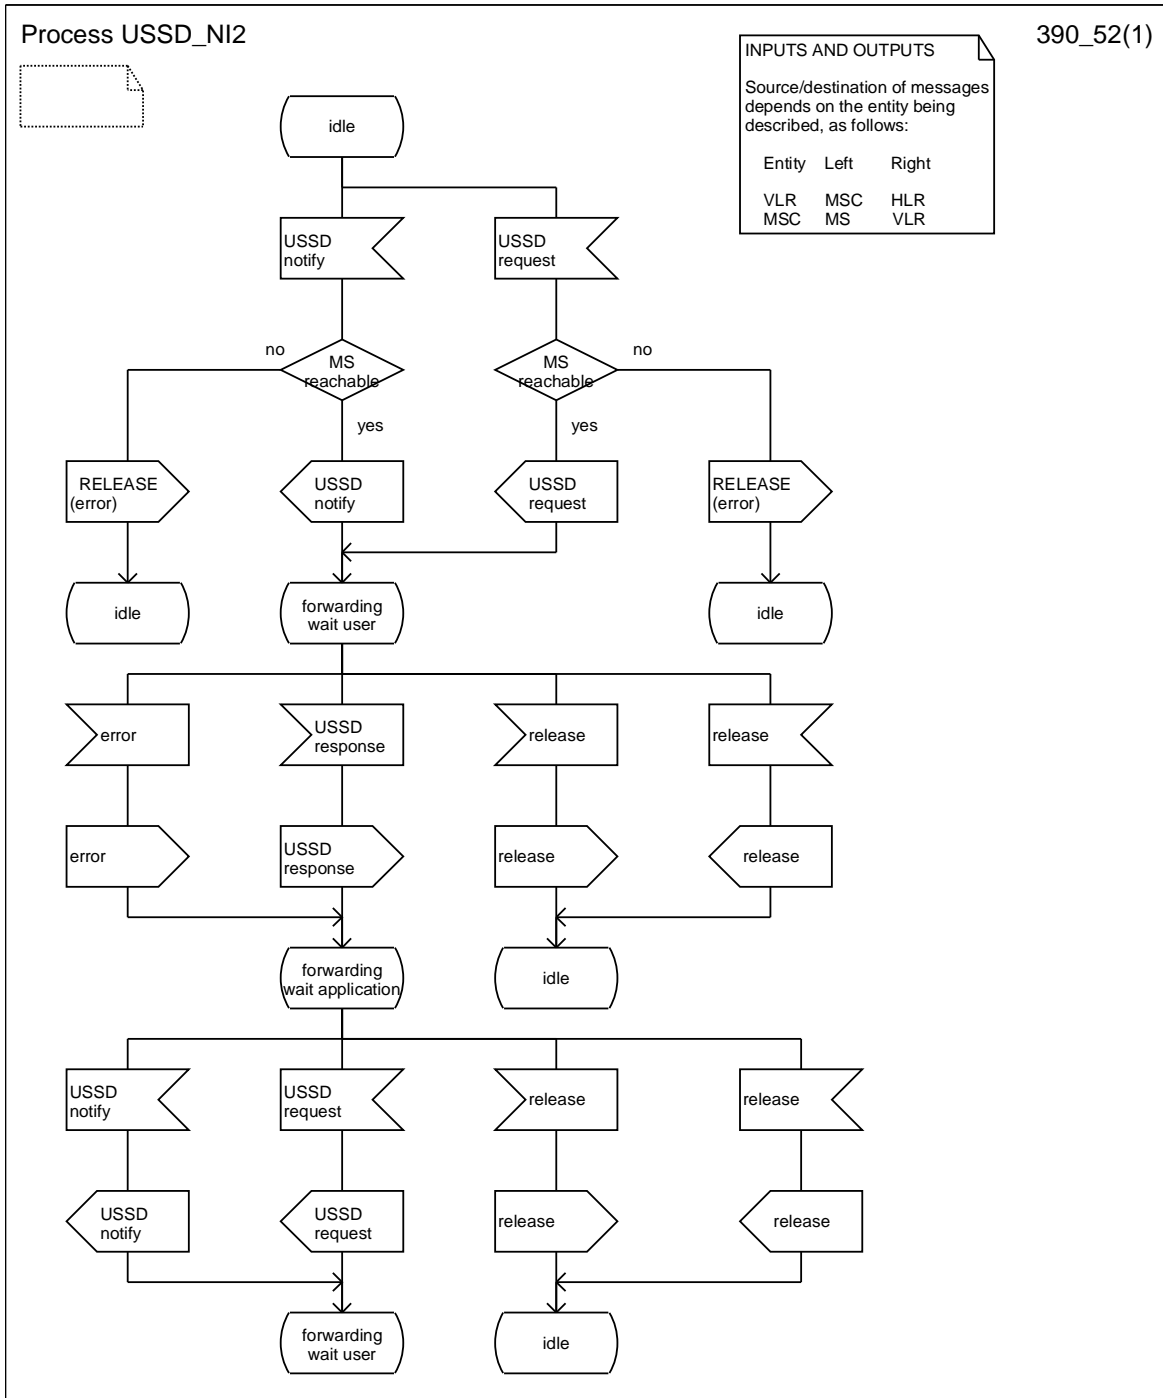 Process USSD_NI2
390_52(1)
INPUTS AND OUTPUTS
Source/destination of messages
depends on the entity being
described, as follows:
Entity Left Right
VLR MSC HLR
MSC MS VLR
idle
USSD
notify
USSD
request
no
MS
reachable
yes
MS
reachable
no
yes
RELEASE
(error)
USSD
notify
USSD
request
RELEASE
(error)
idle
forwarding
wait user
idle
error
USSD
response
release
release
error
USSD
response
release
release
forwarding
wait application
idle
USSD
notify
USSD
request
release
release
USSD
notify
USSD
request
release
release
forwarding
wait user
idle